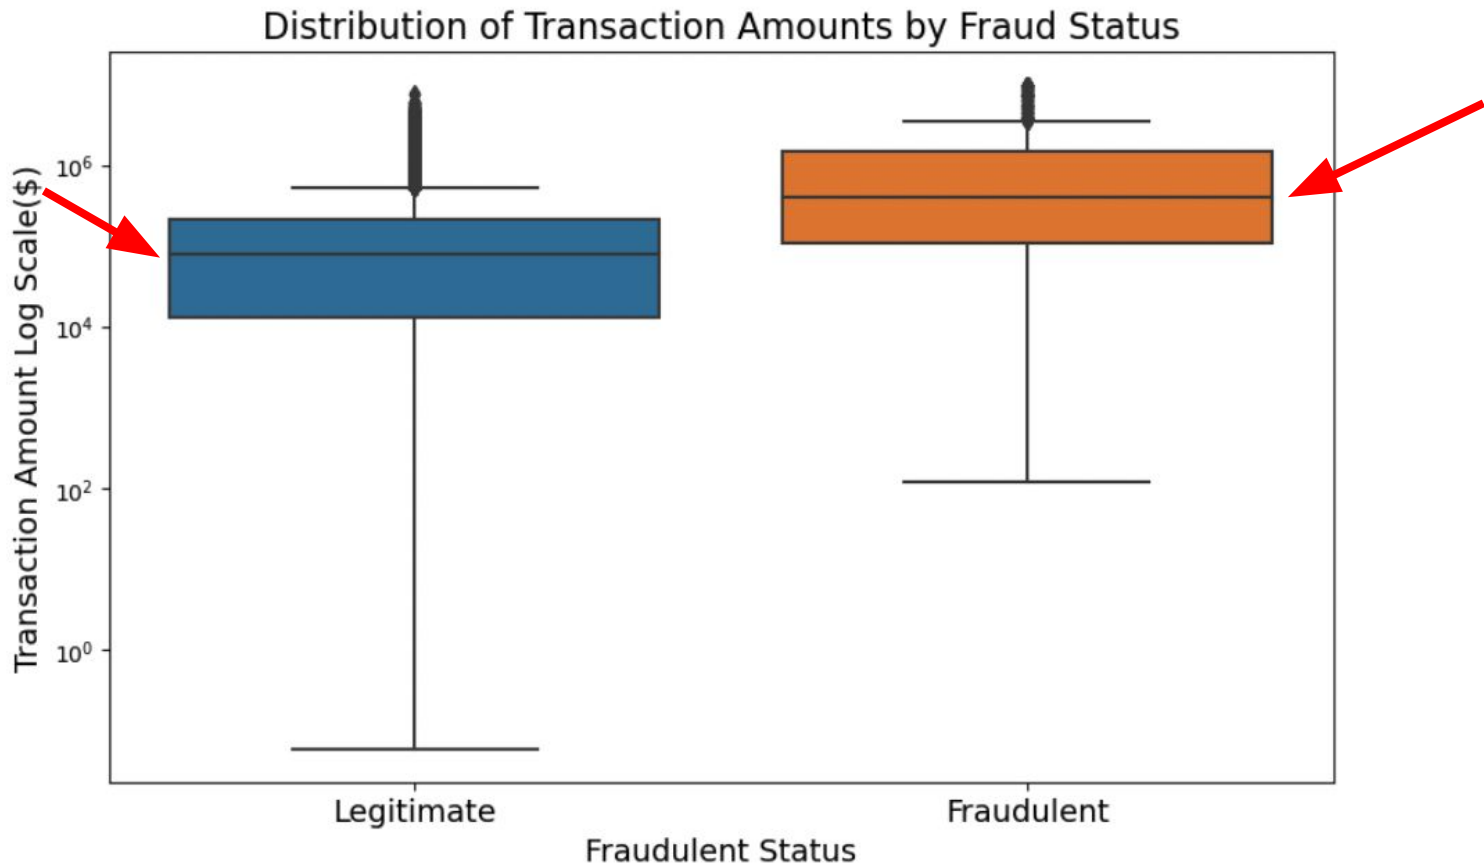 Distribution of Transaction Amounts by Fraud Status
Transaction Amount Log Scale($)
10⁶
10⁴
10²
10⁰
Legitimate
Fraudulent
Fraudulent Status